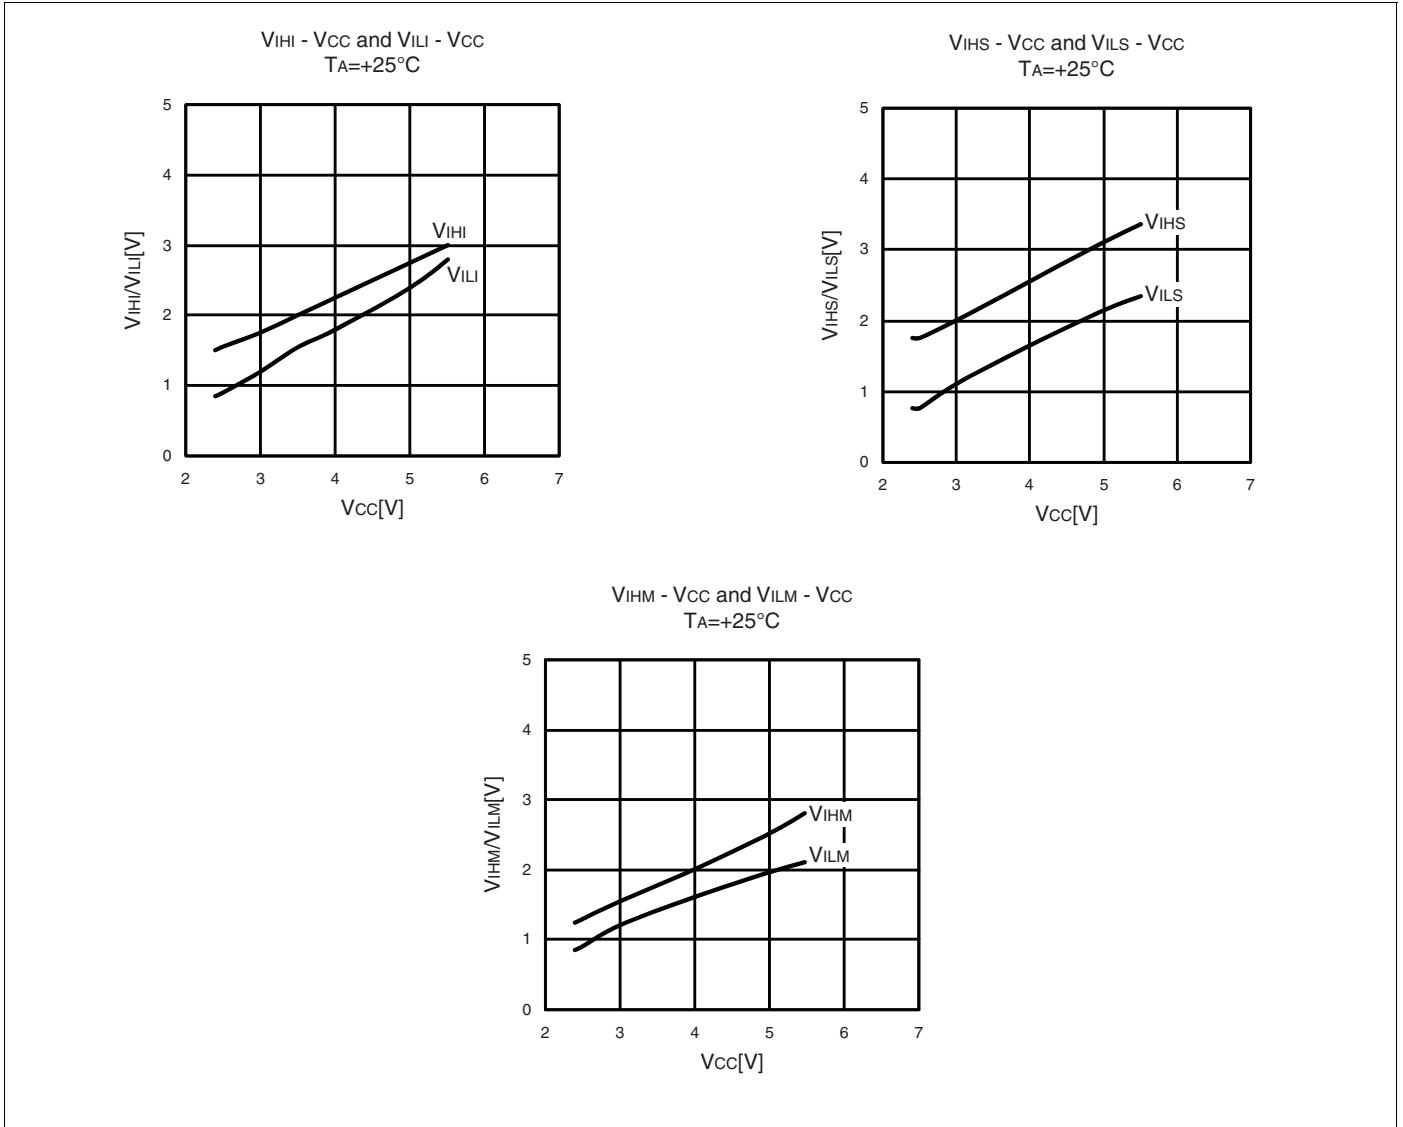 VIHI - VCC and VILI - VCC
TA=+25°C
5
4
3
2
1
0
VIHI/VILI[V]
VIHI
VILI
2 3 4 5 6 7
VCC[V]
VIHS - VCC and VILS - VCC
TA=+25°C
5
4
3
2
1
0
VIHS/VILS[V]
VIHS
VILS
2 3 4 5 6 7
VCC[V]
VIHM - VCC and VILM - VCC
TA=+25°C
5
4
3
2
1
0
VIHM/VILM[V]
VIHM
VILM
2 3 4 5 6 7
VCC[V]